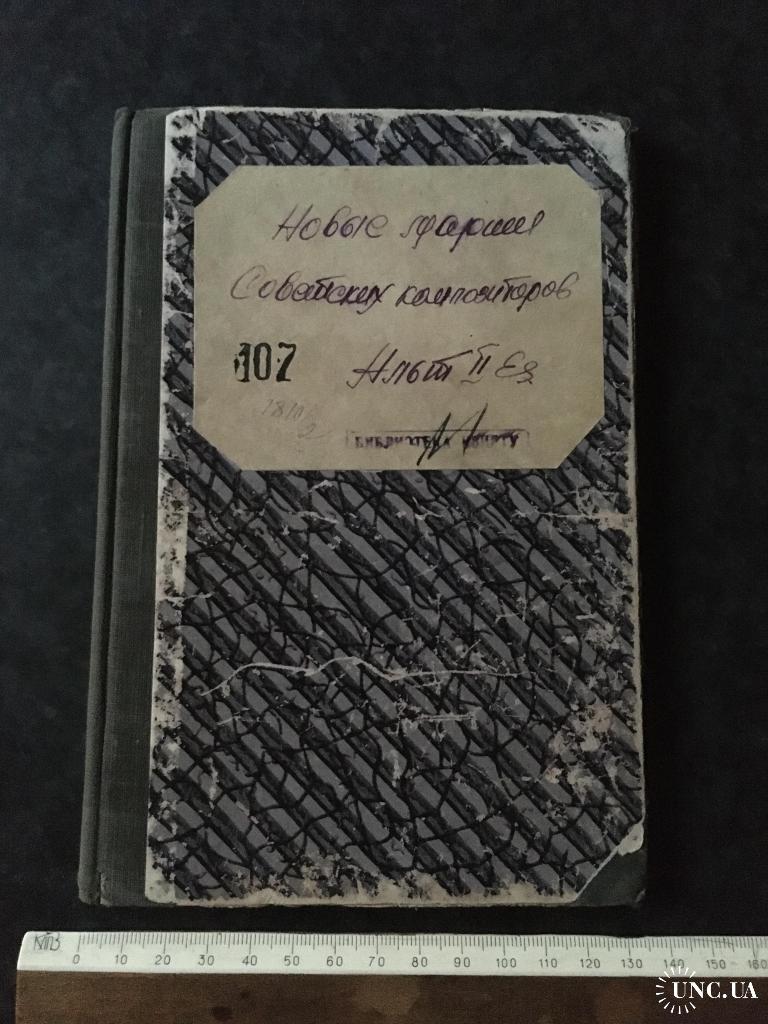 Новые марши
Советских композиторов
107 Альт II Es
БИБЛИОТЕКА
0 10 20 30 40 50 60 70 80 90 100 110 120 130 140 150 160
UNC.UA